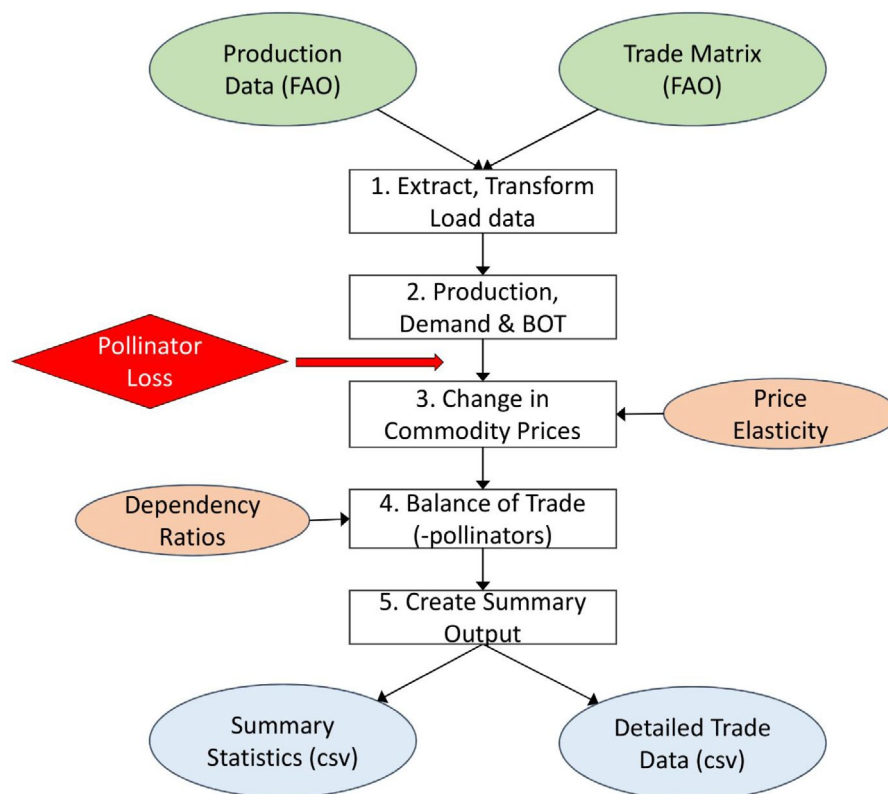 Production
Data (FAO)
Trade Matrix
(FAO)
1. Extract, Transform
Load data
2. Production,
Demand & BOT
Pollinator
Loss
3. Change in
Commodity Prices
Price
Elasticity
Dependency
Ratios
4. Balance of Trade
(-pollinators)
5. Create Summary
Output
Summary
Statistics (csv)
Detailed Trade
Data (csv)